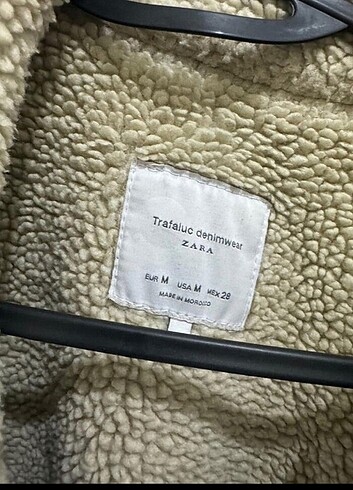 Trafaluc denimwear
ZARA
EUR M USA M MEX 28
MADE IN MOROCCO